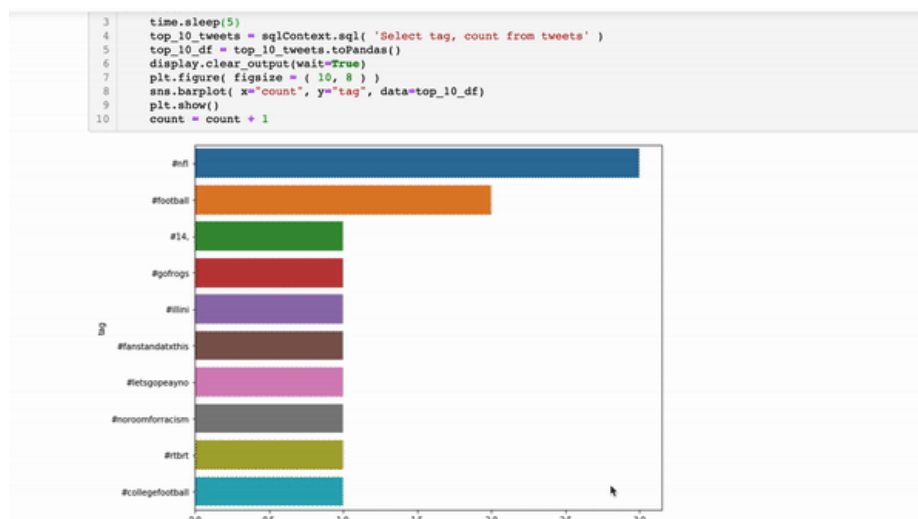 3 time.sleep(5)
4 top_10_tweets = sqlContext.sql( 'Select tag, count from tweets' )
5 top_10_df = top_10_tweets.toPandas()
6 display.clear_output(wait=True)
7 plt.figure( figsize = ( 10, 8 ) )
8 sns.barplot( x="count", y="tag", data=top_10_df)
9 plt.show()
10 count = count + 1
#nfl
#football
#14,
#gofrogs
#illini
tag
#fanstandatxthis
#letsgopeayno
#noroomforracism
#rtbrt
#collegefootball